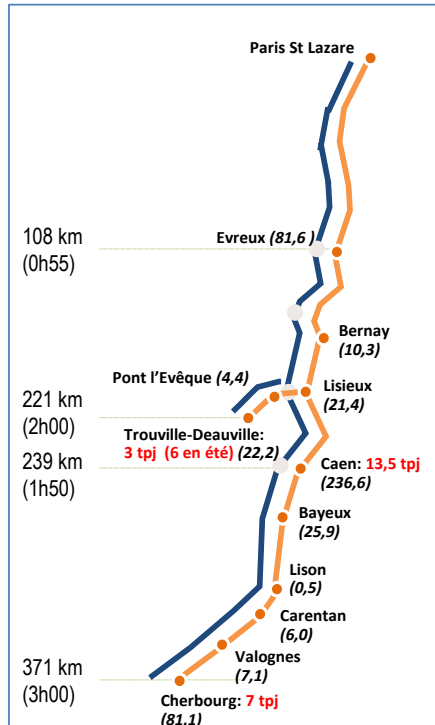 Paris St Lazare
108 km
(0h55)
Evreux (81,6 )
Bernay
(10,3)
Pont l’Evêque (4,4)
Lisieux
(21,4)
221 km
(2h00)
Trouville-Deauville:
3 tpj  (6 en été) (22,2)
239 km
(1h50)
Caen: 13,5 tpj
(236,6)
Bayeux
(25,9)
Lison
(0,5)
Carentan
(6,0)
Valognes
(7,1)
371 km
(3h00)
Cherbourg: 7 tpj
(81,1)